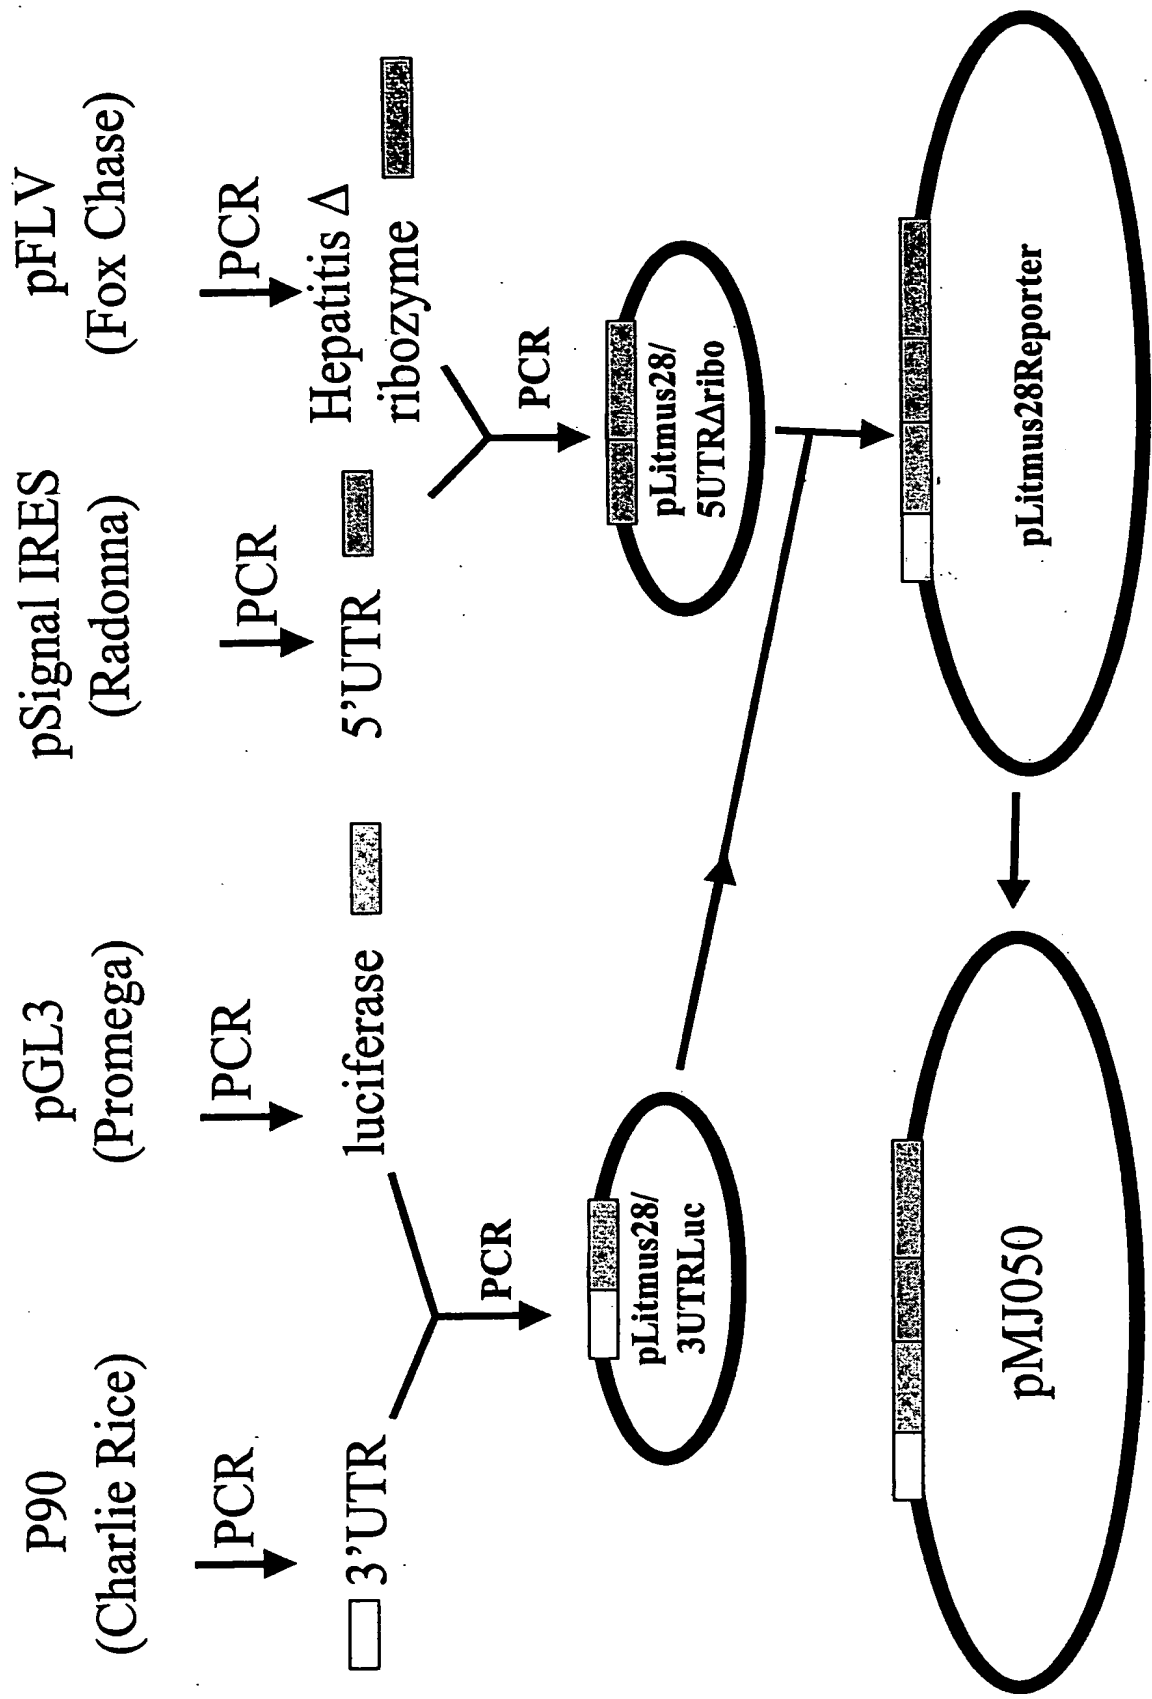 P90
(Charlie Rice)
pGL3
(Promega)
pSignal IRES
(Radonna)
pFLV
(Fox Chase)
PCR
PCR
PCR
PCR
3'UTR
luciferase
5'UTR
Hepatitis Δ
ribozyme
PCR
PCR
pLitmus28/
3UTRLuc
pLitmus28/
5UTRΔribo
pMJ050
pLitmus28Reporter